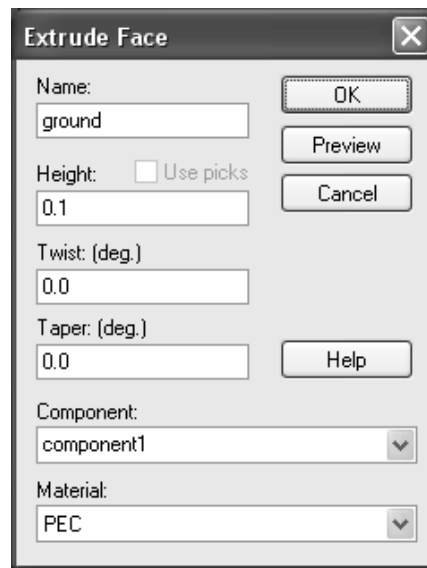 Extrude Face
Name:
OK
ground
Preview
Height:
Use picks
Cancel
0.1
Twist: (deg.)
0.0
Taper: (deg.)
0.0
Help
Component:
component1
Material:
PEC